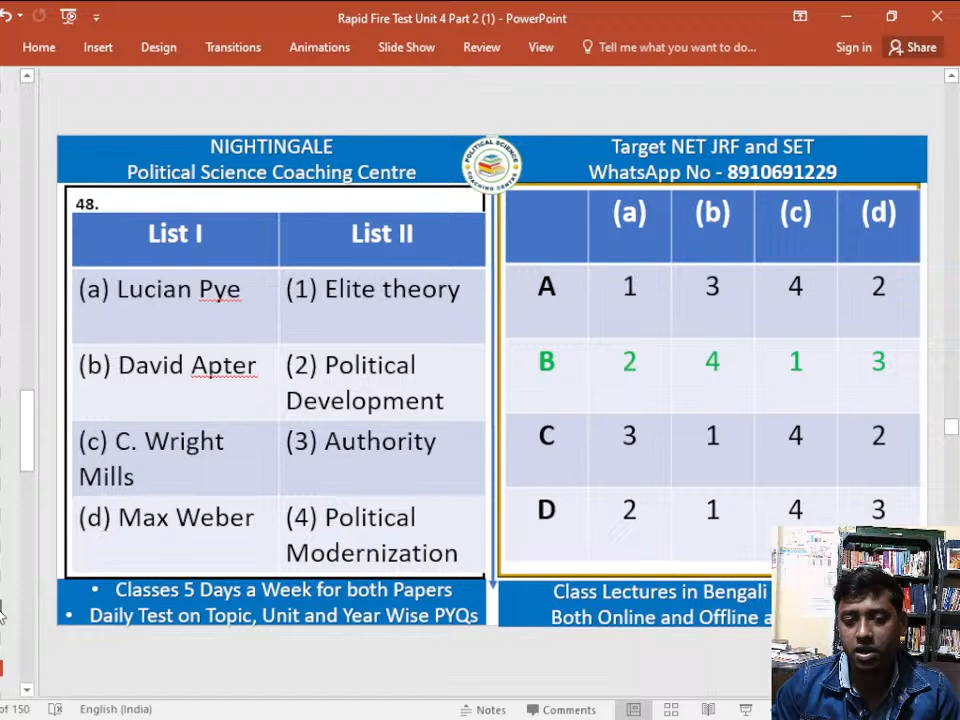 Rapid Fire Test Unit 4 Part 2 (1) - PowerPoint
Home Insert Design Transitions Animations Slide Show Review View Tell me what you want to do... Sign in Share
NIGHTINGALE
Political Science Coaching Centre
POLITICAL SCIENCE
COACHING CENTRE
Target NET JRF and SET
WhatsApp No - 8910691229
48.
List I List II
(a) Lucian Pye (1) Elite theory
(b) David Apter (2) Political
Development
(c) C. Wright (3) Authority
Mills
(d) Max Weber (4) Political
Modernization
(a) (b) (c) (d)
A 1 3 4 2
B 2 4 1 3
C 3 1 4 2
D 2 1 4 3
• Classes 5 Days a Week for both Papers
• Daily Test on Topic, Unit and Year Wise PYQs
Class Lectures in Bengali
Both Online and Offline a
of 150 English (India) Notes Comments